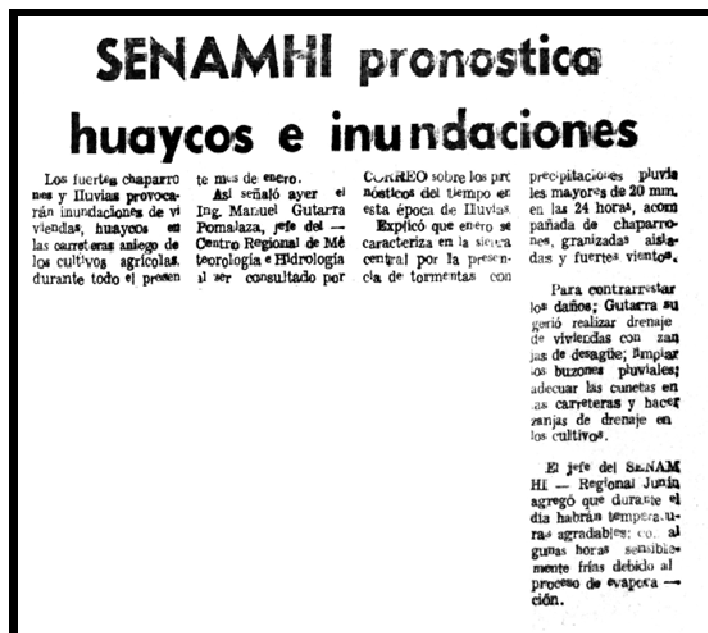 SENAMHI pronostica
huaycos e inundaciones
Los fuertes chaparro
nes y lluvias provoca-
rán inundaciones de vi
viendas, huaycos en
las carreteras aniego de
los cultivos agrícolas,
durante todo el presen
te mes de enero.
Así señaló ayer el
Ing. Manuel Gutarra
Pomalaza, jefe del —
Centro Regional de Me
teorología e Hidrología
al ser consultado por
CORREO sobre los pro
nósticos del tiempo en
esta época de lluvias.
Explicó que enero se
caracteriza en la sierra
central por la presen-
cia de tormentas con
precipitaciones pluvia
les mayores de 20 mm.
en las 24 horas, acom
pañada de chaparro-
nes, granizadas aisla-
das y fuertes vientos.
Para contrarrestar
los daños; Gutarra su
gerió realizar drenaje
de viviendas con zan
jas de desagüe; limpiar
los buzones pluviales;
adecuar las cunetas en
las carreteras y hacer
zanjas de drenaje en
los cultivos.
El jefe del SENAM
HI — Regional Junín
agregó que durante el
día habrán temperatu-
ras agradables; al
gunas horas sensible-
mente frías debido al
proceso de evapora —
ción.